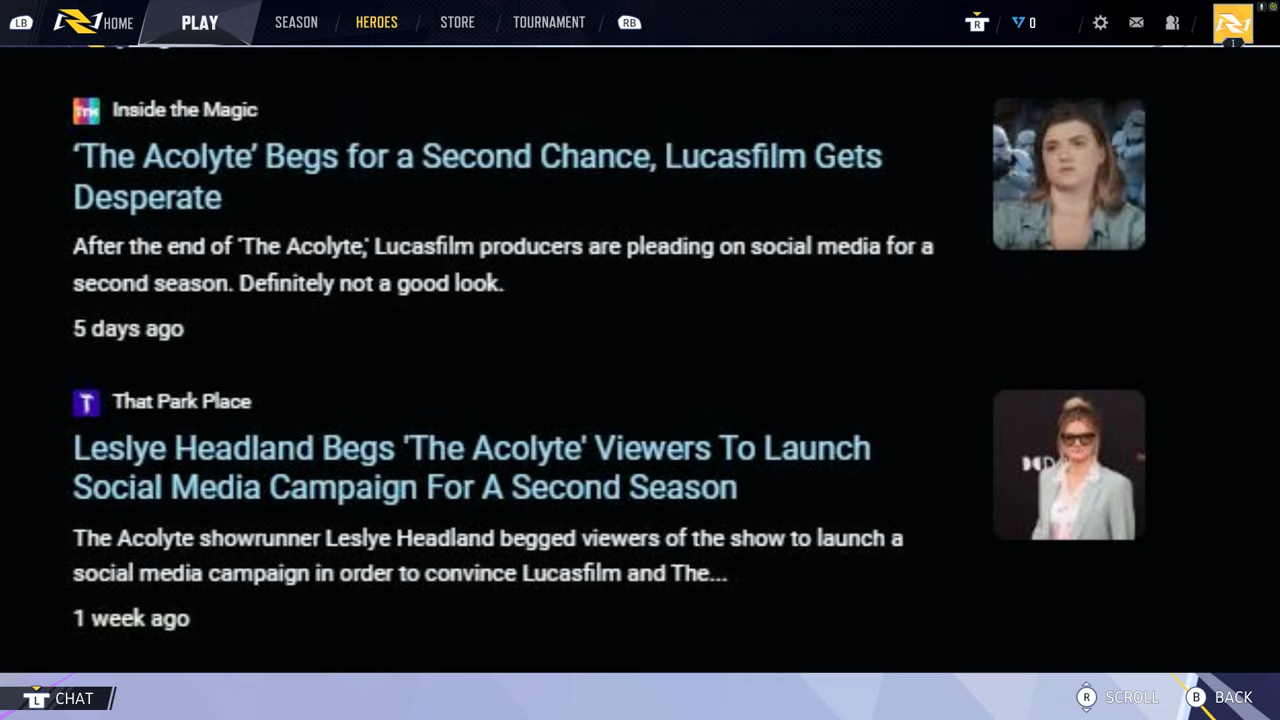 LB HOME PLAY SEASON HEROES STORE TOURNAMENT RB R 0
1
Inside the Magic
‘The Acolyte’ Begs for a Second Chance, Lucasfilm Gets
Desperate
After the end of 'The Acolyte,' Lucasfilm producers are pleading on social media for a
second season. Definitely not a good look.
5 days ago
That Park Place
Leslye Headland Begs 'The Acolyte' Viewers To Launch
Social Media Campaign For A Second Season
The Acolyte showrunner Leslye Headland begged viewers of the show to launch a
social media campaign in order to convince Lucasfilm and The...
1 week ago
L CHAT R SCROLL B BACK